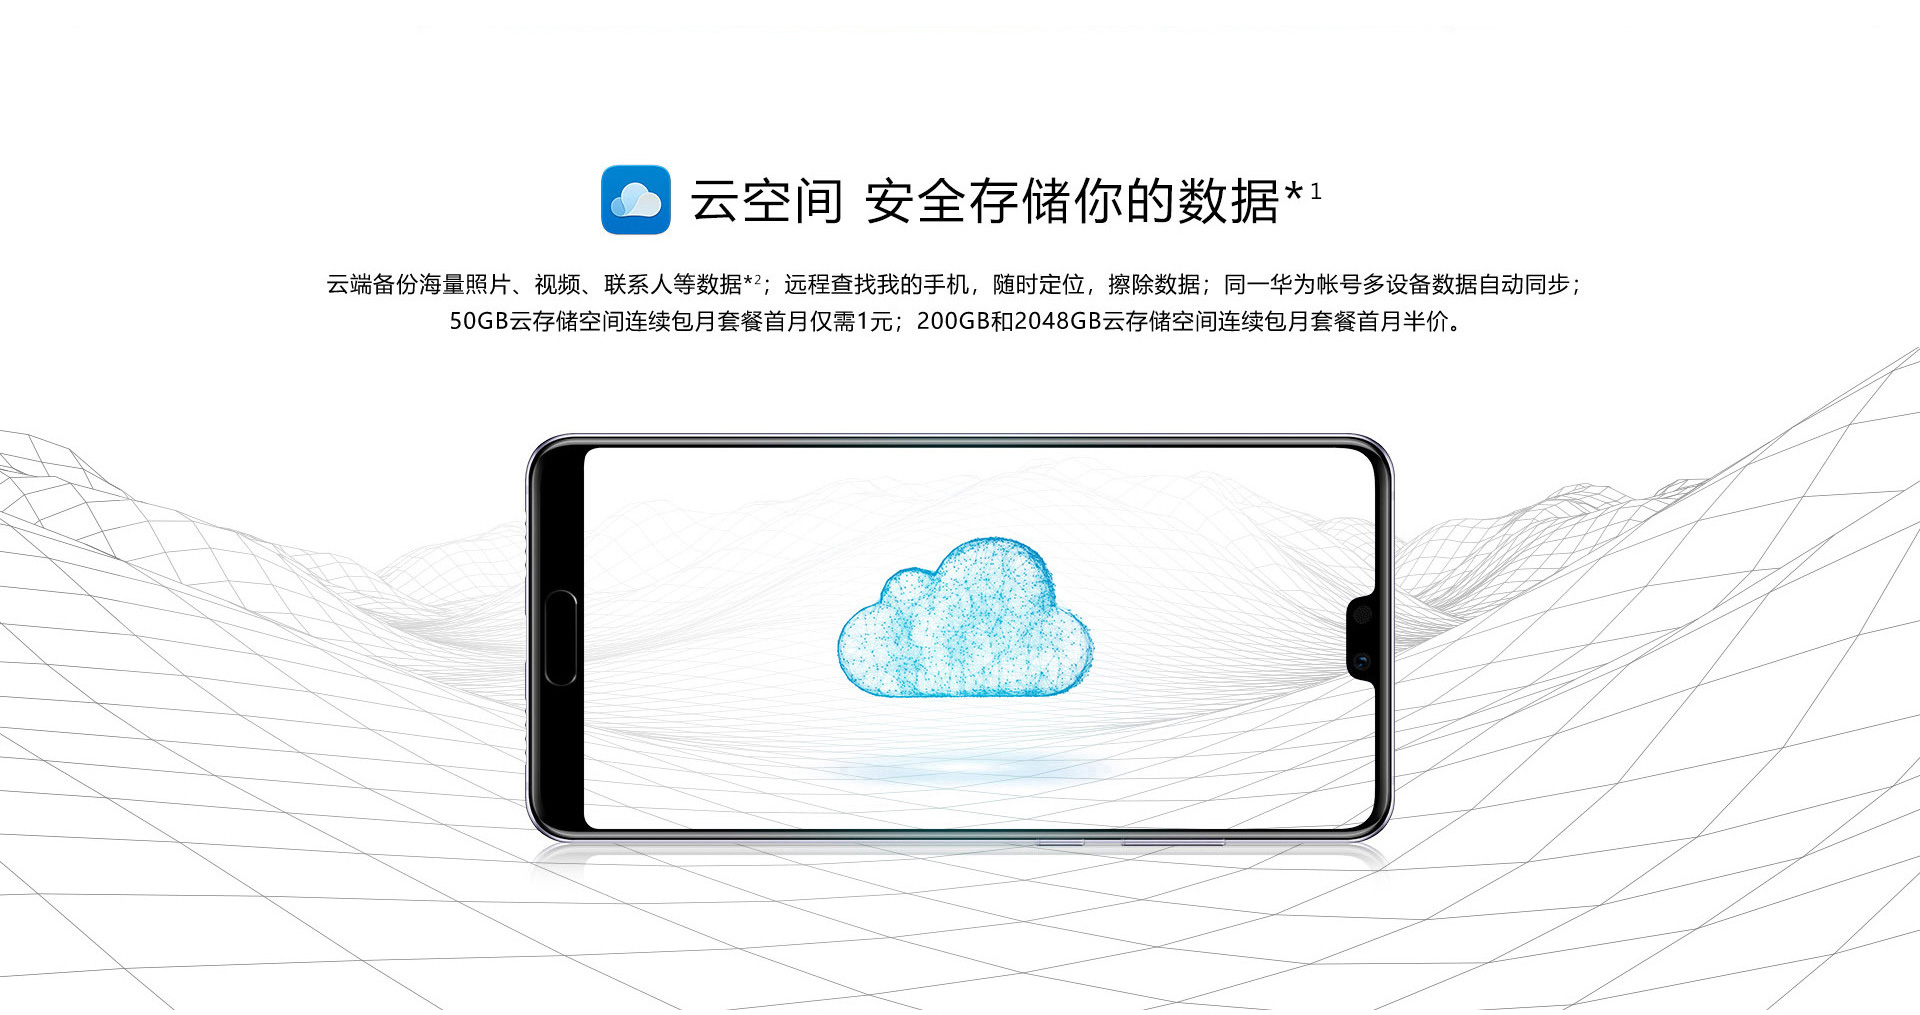 云空间 安全存储你的数据*1
云端备份海量照片、视频、联系人等数据*2；远程查找我的手机，随时定位，擦除数据；同一华为帐号多设备数据自动同步；
50GB云存储空间连续包月套餐首月仅需1元；200GB和2048GB云存储空间连续包月套餐首月半价。